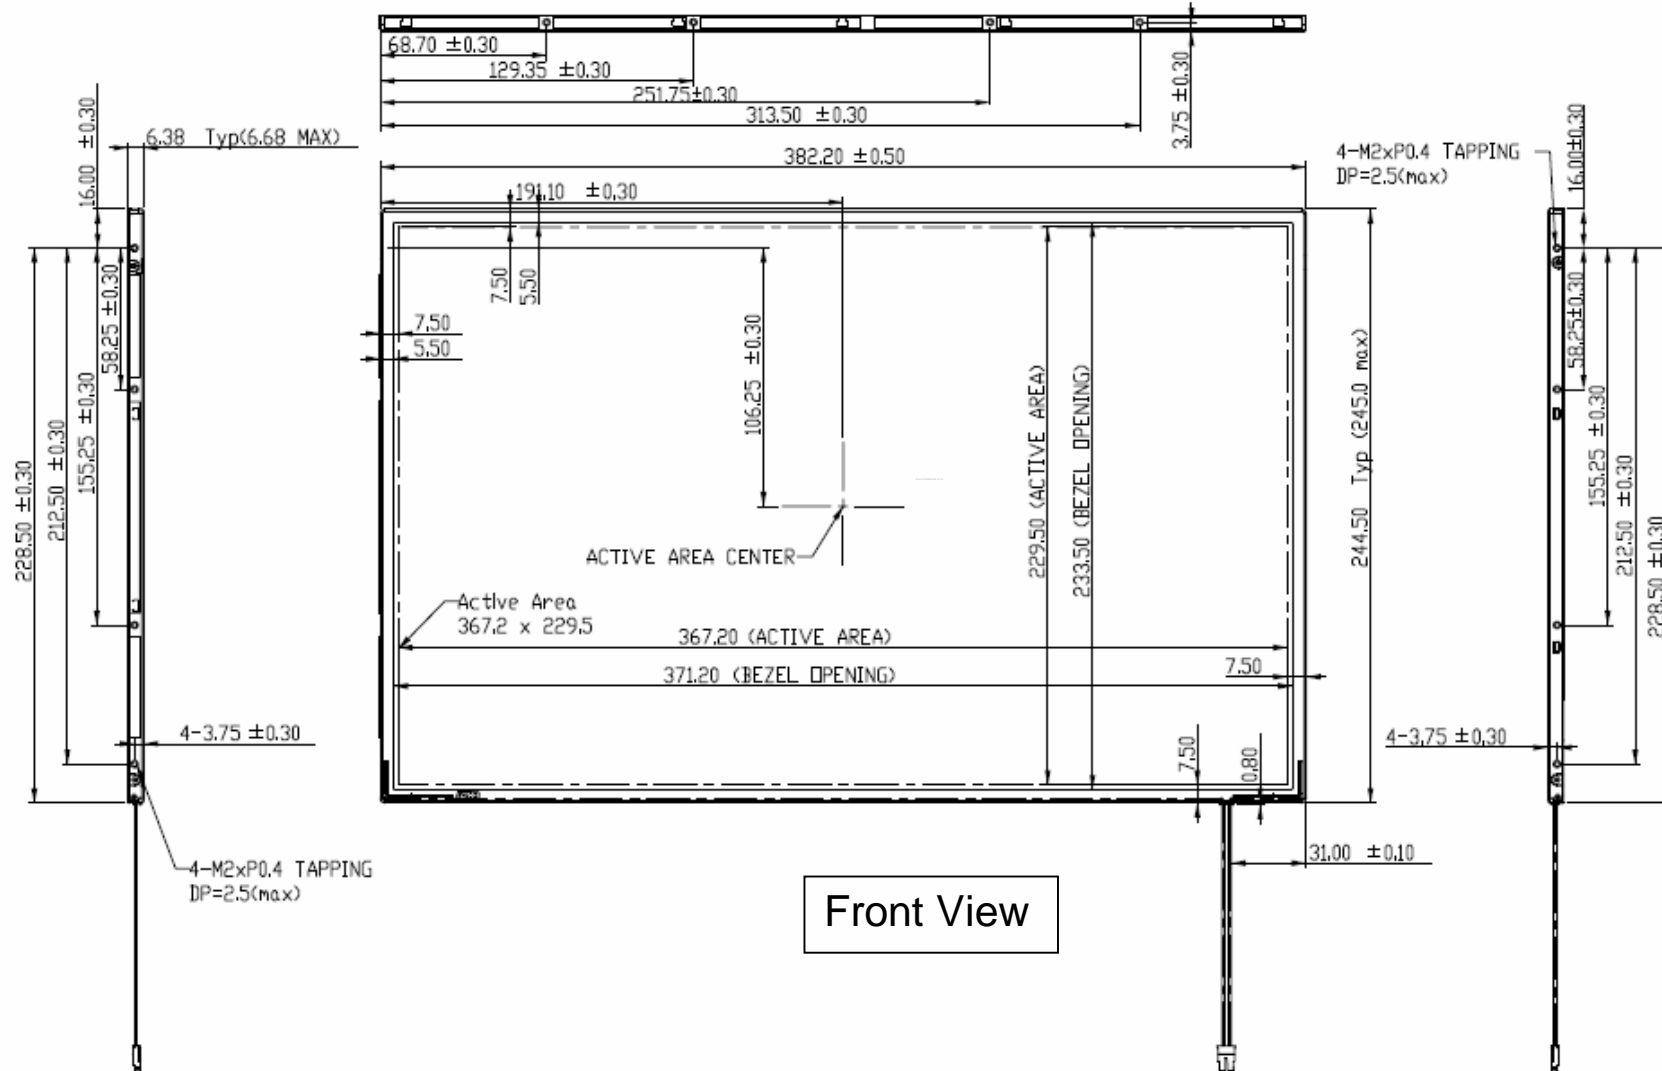 68.70 ±0.30
129.35 ±0.30
251.75±0.30
313.50 ±0.30
3.75 ±0.30
382.20 ±0.50
191.10 ±0.30
16.00 ±0.30
6.38 Typ(6.68 MAX)
4-M2xP0.4 TAPPING
DP=2.5(max)
16.00±0.30
7.50
5.50
7.50
5.50
58.25 ±0.30
155.25 ±0.30
212.50 ±0.30
228.50 ±0.30
106.25 ±0.30
229.50 (ACTIVE AREA)
233.50 (BEZEL OPENING)
244.50 Typ (245.0 max)
58.25±0.30
155.25 ±0.30
212.50 ±0.30
228.50 ±0.30
ACTIVE AREA CENTER
Active Area
367.2 x 229.5
367.20 (ACTIVE AREA)
371.20 (BEZEL OPENING)
7.50
4-3.75 ±0.30
7.50
0.80
4-3.75 ±0.30
4-M2xP0.4 TAPPING
DP=2.5(max)
31.00 ±0.10
Front View